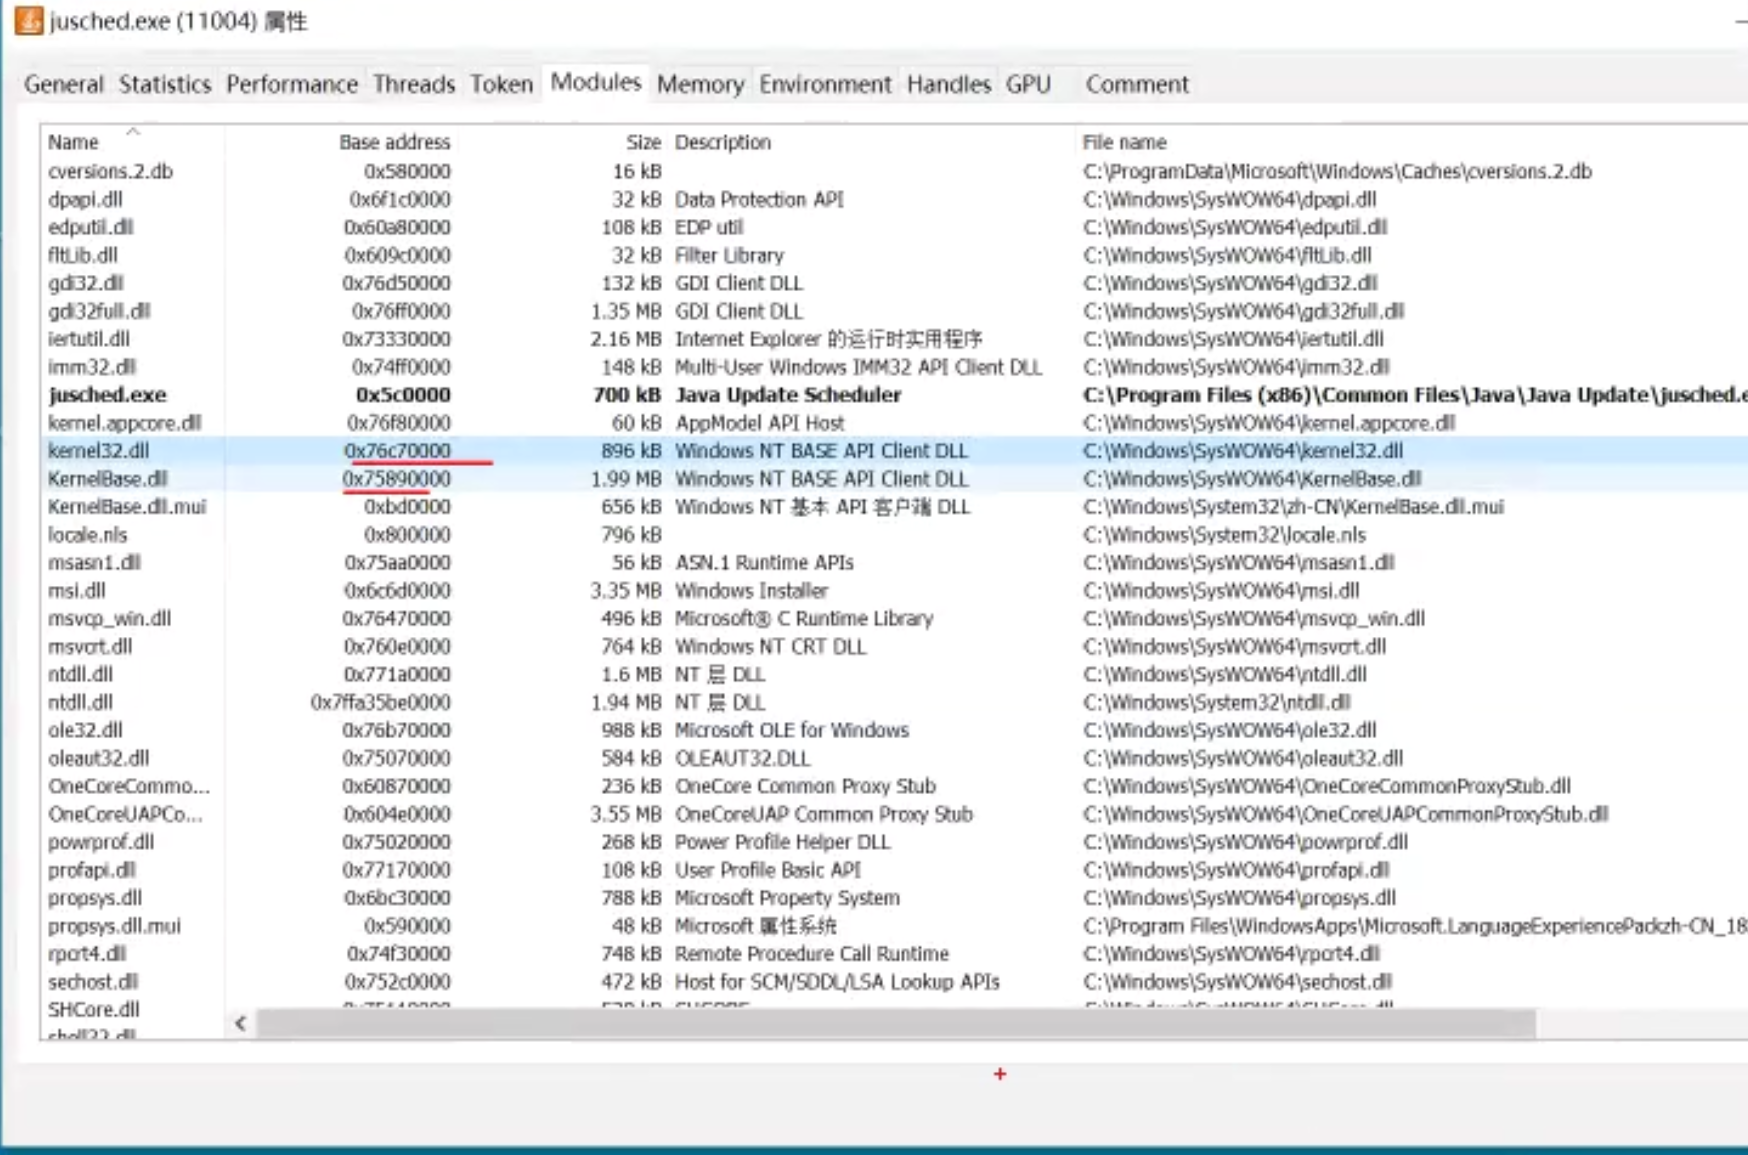 jusched.exe (11004) 属性
General Statistics Performance Threads Token Modules Memory Environment Handles GPU Comment
Name Base address Size Description File name
cversions.2.db 0x580000 16 kB C:\ProgramData\Microsoft\Windows\Caches\cversions.2.db
dpapi.dll 0x6f1c0000 32 kB Data Protection API C:\Windows\SysWOW64\dpapi.dll
edputil.dll 0x60a80000 108 kB EDP util C:\Windows\SysWOW64\edputil.dll
fltLib.dll 0x609c0000 32 kB Filter Library C:\Windows\SysWOW64\fltLib.dll
gdi32.dll 0x76d50000 132 kB GDI Client DLL C:\Windows\SysWOW64\gdi32.dll
gdi32full.dll 0x76ff0000 1.35 MB GDI Client DLL C:\Windows\SysWOW64\gdi32full.dll
iertutil.dll 0x73330000 2.16 MB Internet Explorer 的运行时实用程序 C:\Windows\SysWOW64\iertutil.dll
imm32.dll 0x74ff0000 148 kB Multi-User Windows IMM32 API Client DLL C:\Windows\SysWOW64\imm32.dll
jusched.exe 0x5c0000 700 kB Java Update Scheduler C:\Program Files (x86)\Common Files\Java\Java Update\jusched.e
kernel.appcore.dll 0x76f80000 60 kB AppModel API Host C:\Windows\SysWOW64\kernel.appcore.dll
kernel32.dll 0x76c70000 896 kB Windows NT BASE API Client DLL C:\Windows\SysWOW64\kernel32.dll
KernelBase.dll 0x75890000 1.99 MB Windows NT BASE API Client DLL C:\Windows\SysWOW64\KernelBase.dll
KernelBase.dll.mui 0xbd0000 656 kB Windows NT 基本 API 客户端 DLL C:\Windows\System32\zh-CN\KernelBase.dll.mui
locale.nls 0x800000 796 kB C:\Windows\System32\locale.nls
msasn1.dll 0x75aa0000 56 kB ASN.1 Runtime APIs C:\Windows\SysWOW64\msasn1.dll
msi.dll 0x6c6d0000 3.35 MB Windows Installer C:\Windows\SysWOW64\msi.dll
msvcp_win.dll 0x76470000 496 kB Microsoft® C Runtime Library C:\Windows\SysWOW64\msvcp_win.dll
msvcrt.dll 0x760e0000 764 kB Windows NT CRT DLL C:\Windows\SysWOW64\msvcrt.dll
ntdll.dll 0x771a0000 1.6 MB NT 层 DLL C:\Windows\SysWOW64\ntdll.dll
ntdll.dll 0x7ffa35be0000 1.94 MB NT 层 DLL C:\Windows\System32\ntdll.dll
ole32.dll 0x76b70000 988 kB Microsoft OLE for Windows C:\Windows\SysWOW64\ole32.dll
oleaut32.dll 0x75070000 584 kB OLEAUT32.DLL C:\Windows\SysWOW64\oleaut32.dll
OneCoreCommo... 0x60870000 236 kB OneCore Common Proxy Stub C:\Windows\SysWOW64\OneCoreCommonProxyStub.dll
OneCoreUAPCo... 0x604e0000 3.55 MB OneCoreUAP Common Proxy Stub C:\Windows\SysWOW64\OneCoreUAPCommonProxyStub.dll
powrprof.dll 0x75020000 268 kB Power Profile Helper DLL C:\Windows\SysWOW64\powrprof.dll
profapi.dll 0x77170000 108 kB User Profile Basic API C:\Windows\SysWOW64\profapi.dll
propsys.dll 0x6bc30000 788 kB Microsoft Property System C:\Windows\SysWOW64\propsys.dll
propsys.dll.mui 0x590000 48 kB Microsoft 属性系统 C:\Program Files\WindowsApps\Microsoft.LanguageExperiencePackzh-CN_18
rpcrt4.dll 0x74f30000 748 kB Remote Procedure Call Runtime C:\Windows\SysWOW64\rpcrt4.dll
sechost.dll 0x752c0000 472 kB Host for SCM/SDDL/LSA Lookup APIs C:\Windows\SysWOW64\sechost.dll
SHCore.dll